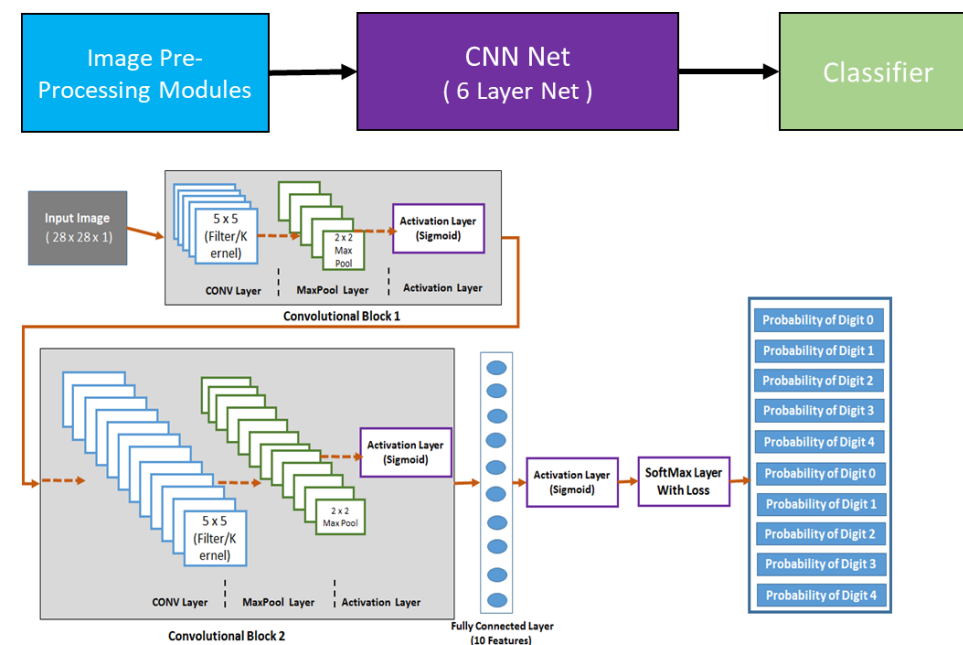 Image Pre-
Processing Modules
CNN Net
( 6 Layer Net )
Classifier
Input Image
( 28 x 28 x 1)
5 x 5
(Filter/K
ernel)
2 x 2
Max
Pool
Activation Layer
(Sigmoid)
CONV Layer
MaxPool Layer
Activation Layer
Convolutional Block 1
5 x 5
(Filter/K
ernel)
2 x 2
Max Pool
Activation Layer
(Sigmoid)
CONV Layer
MaxPool Layer
Activation Layer
Convolutional Block 2
Fully Connected Layer
(10 Features)
Activation Layer
(Sigmoid)
SoftMax Layer
With Loss
Probability of Digit 0
Probability of Digit 1
Probability of Digit 2
Probability of Digit 3
Probability of Digit 4
Probability of Digit 0
Probability of Digit 1
Probability of Digit 2
Probability of Digit 3
Probability of Digit 4